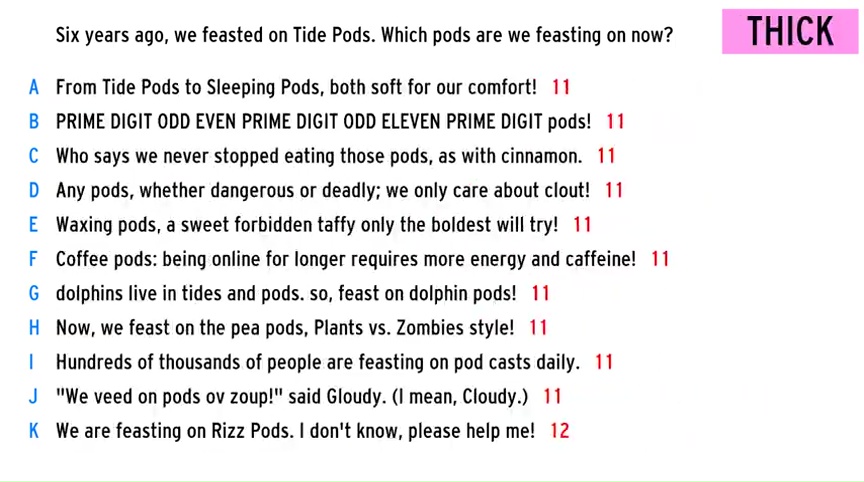 Six years ago, we feasted on Tide Pods. Which pods are we feasting on now?
THICK
A From Tide Pods to Sleeping Pods, both soft for our comfort! 11
B PRIME DIGIT ODD EVEN PRIME DIGIT ODD ELEVEN PRIME DIGIT pods! 11
C Who says we never stopped eating those pods, as with cinnamon. 11
D Any pods, whether dangerous or deadly; we only care about clout! 11
E Waxing pods, a sweet forbidden taffy only the boldest will try! 11
F Coffee pods: being online for longer requires more energy and caffeine! 11
G dolphins live in tides and pods. so, feast on dolphin pods! 11
H Now, we feast on the pea pods, Plants vs. Zombies style! 11
I Hundreds of thousands of people are feasting on pod casts daily. 11
J "We veed on pods ov zoup!" said Gloudy. (I mean, Cloudy.) 11
K We are feasting on Rizz Pods. I don't know, please help me! 12